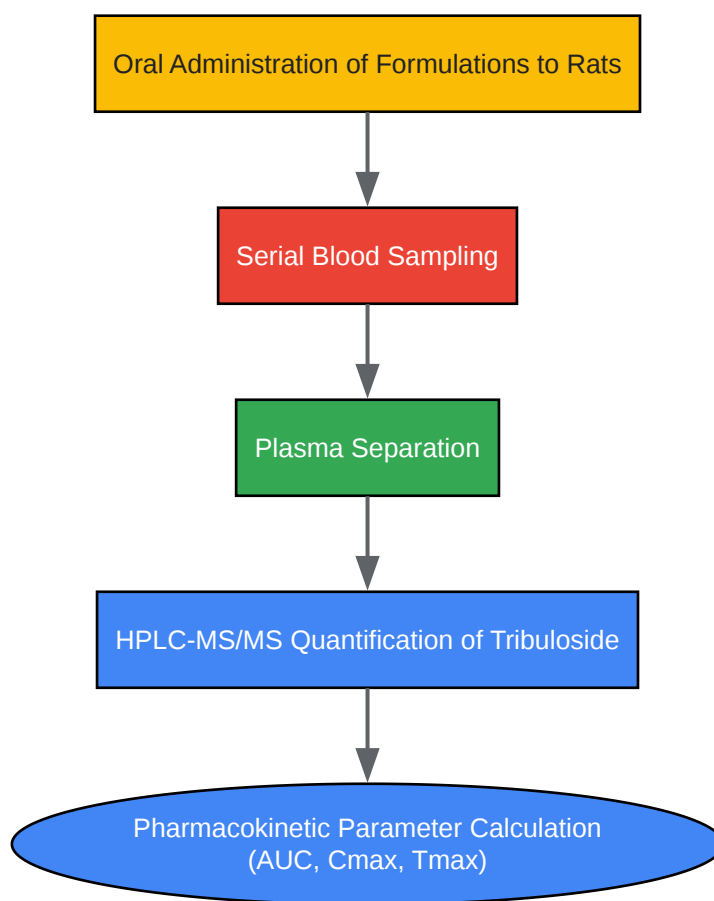 Oral Administration of Formulations to Rats
Serial Blood Sampling
Plasma Separation
HPLC-MS/MS Quantification of Tribuloside
Pharmacokinetic Parameter Calculation
(AUC, Cmax, Tmax)